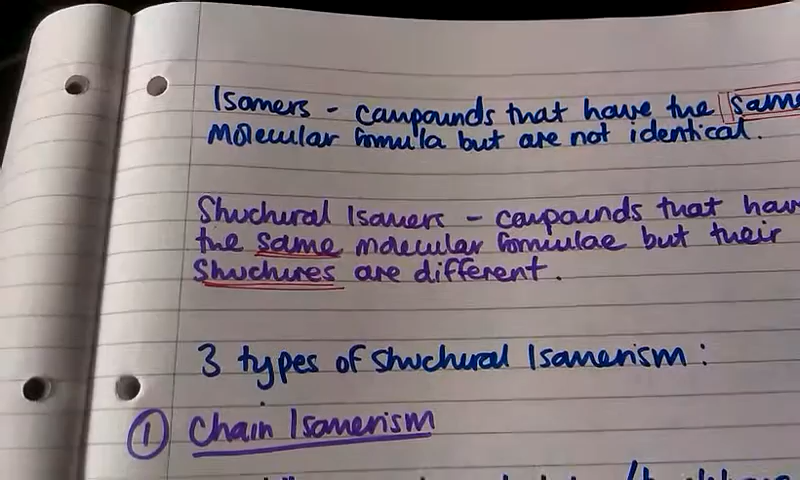 Isomers - compounds that have the same
molecular formula but are not identical.
Structural Isomers - compounds that have
the same molecular formulae but their
structures are different.
3 types of structural Isomerism:
① Chain Isomerism